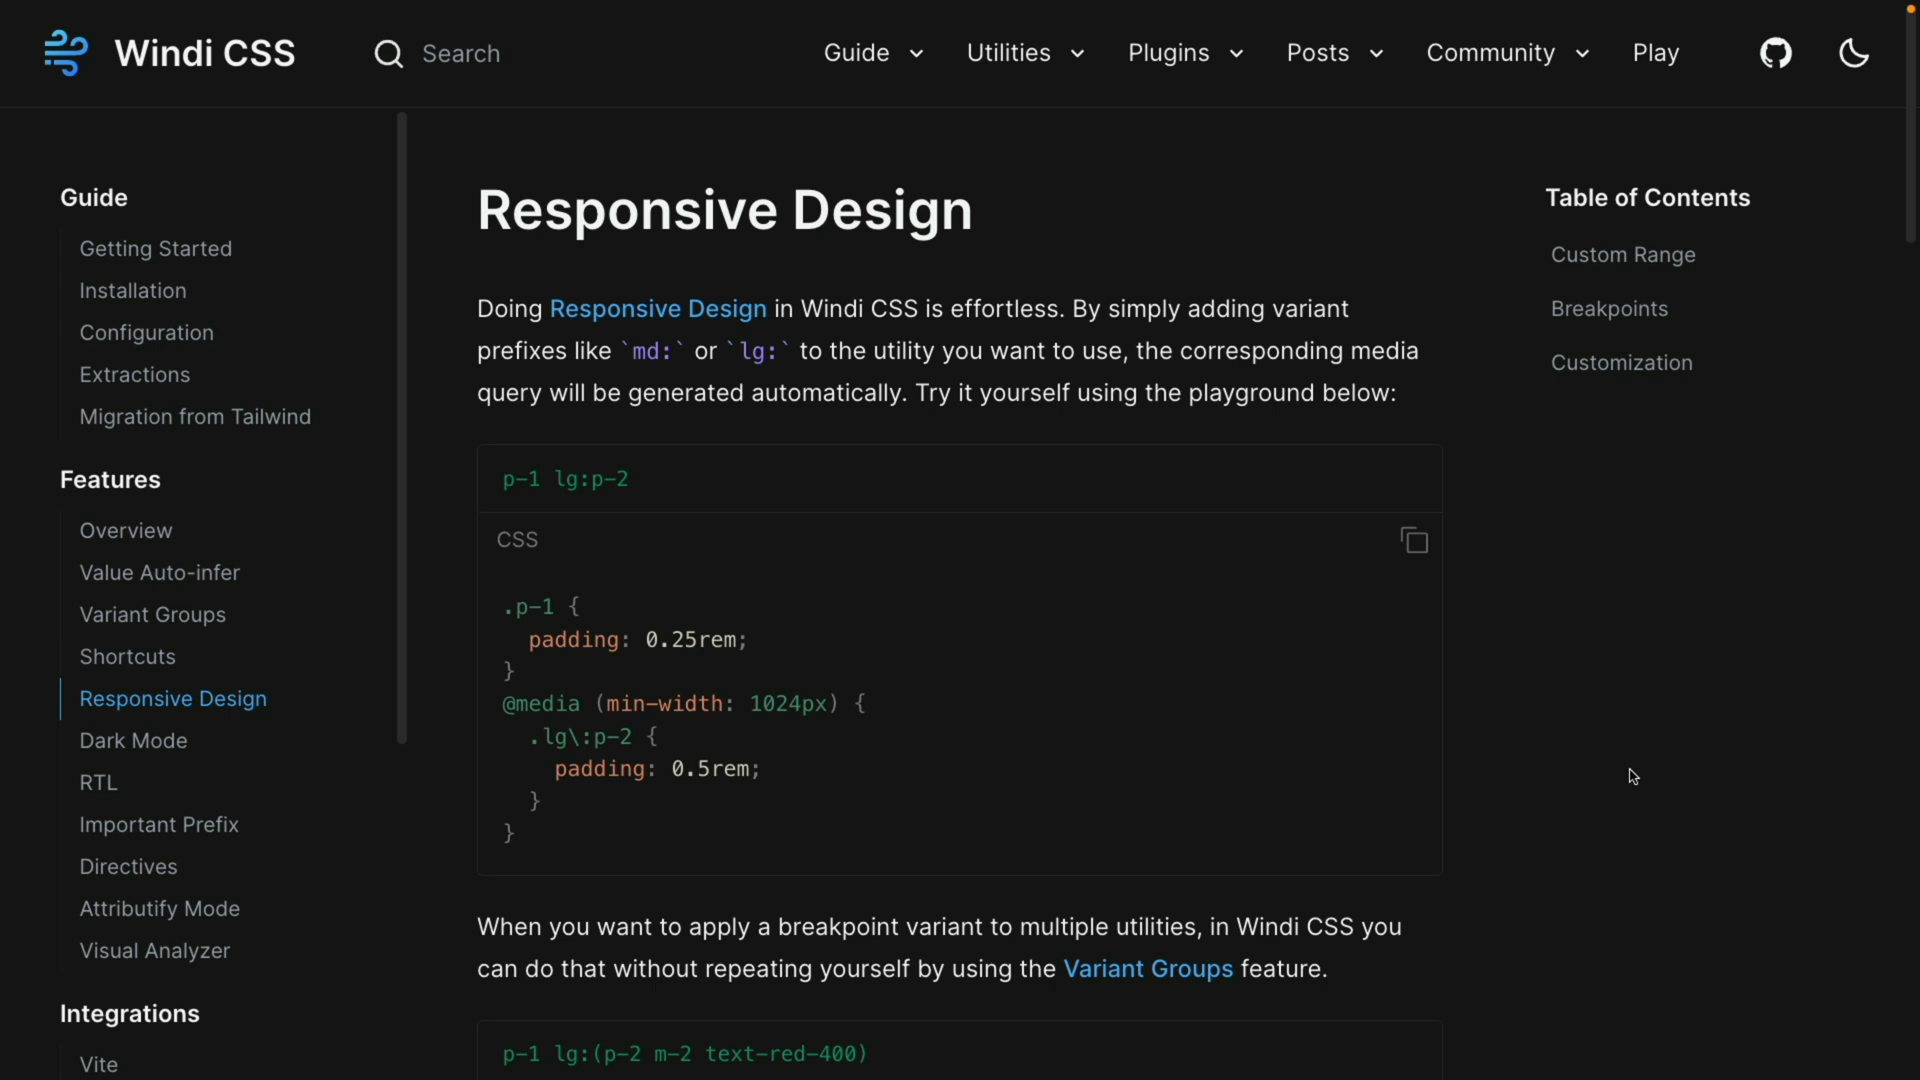 Windi CSS
Search
Guide
Utilities
Plugins
Posts
Community
Play
Guide
Getting Started
Installation
Configuration
Extractions
Migration from Tailwind
Features
Overview
Value Auto-infer
Variant Groups
Shortcuts
Responsive Design
Dark Mode
RTL
Important Prefix
Directives
Attributify Mode
Visual Analyzer
Integrations
Vite
Responsive Design
Doing Responsive Design in Windi CSS is effortless. By simply adding variant
prefixes like `md:` or `lg:` to the utility you want to use, the corresponding media
query will be generated automatically. Try it yourself using the playground below:
p-1 lg:p-2
CSS
.p-1 {
  padding: 0.25rem;
}
@media (min-width: 1024px) {
  .lg\:p-2 {
    padding: 0.5rem;
  }
}
When you want to apply a breakpoint variant to multiple utilities, in Windi CSS you
can do that without repeating yourself by using the Variant Groups feature.
p-1 lg:(p-2 m-2 text-red-400)
Table of Contents
Custom Range
Breakpoints
Customization